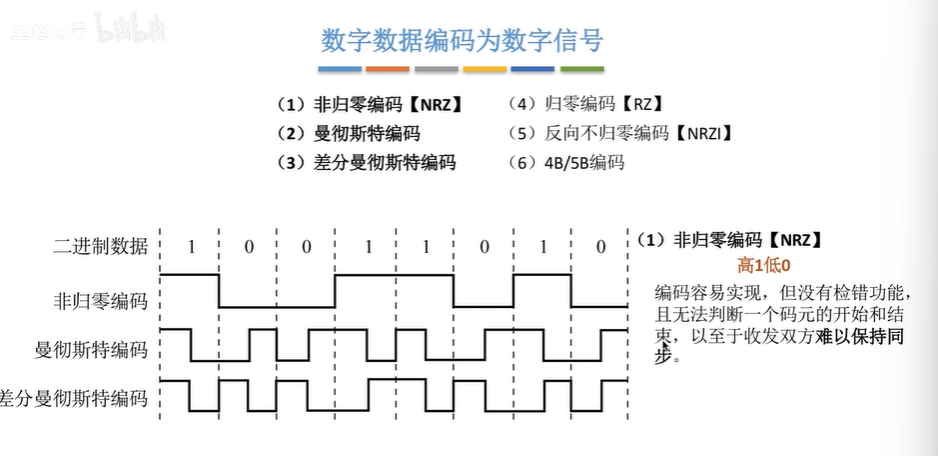 bilibili
数字数据编码为数字信号
（1）非归零编码【NRZ】
（2）曼彻斯特编码
（3）差分曼彻斯特编码
（4）归零编码【RZ】
（5）反向不归零编码【NRZI】
（6）4B/5B编码
二进制数据 1 0 0 1 1 0 1 0
非归零编码
曼彻斯特编码
差分曼彻斯特编码
（1）非归零编码【NRZ】
高1低0
编码容易实现，但没有检错功能，
且无法判断一个码元的开始和结
束，以至于收发双方难以保持同
步。